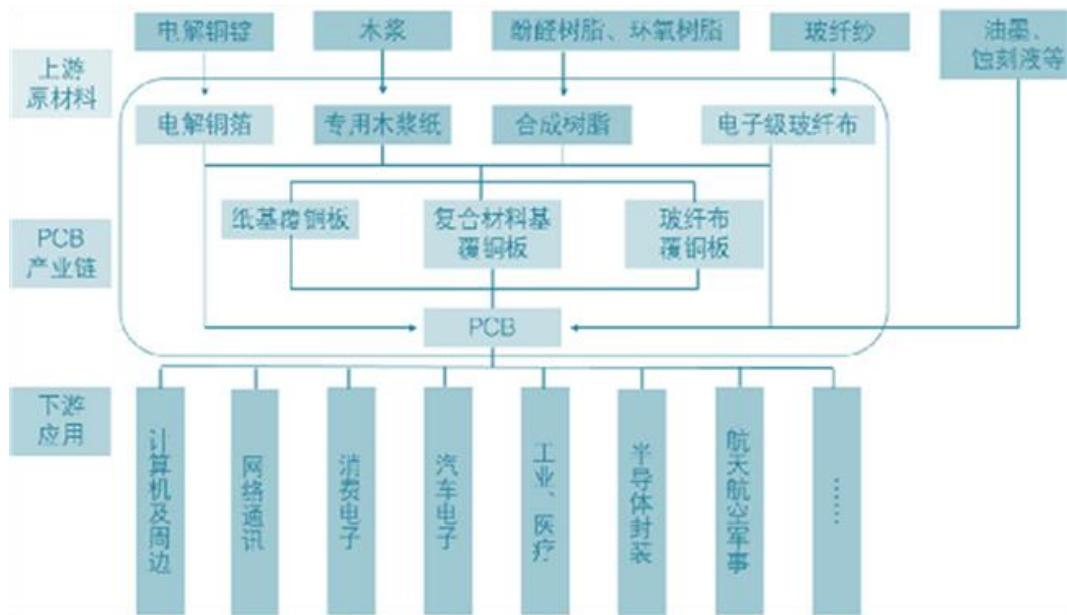 电解铜锭
木浆
酚醛树脂、环氧树脂
玻纤纱
油墨、
蚀刻液等
上游
原材料
电解铜箔
专用木浆纸
合成树脂
电子级玻纤布
PCB
产业链
纸基覆铜板
复合材料基
覆铜板
玻纤布
覆铜板
PCB
下游
应用
计算机及周边
网络通讯
消费电子
汽车电子
工业、医疗
半导体封装
航天航空军事
……